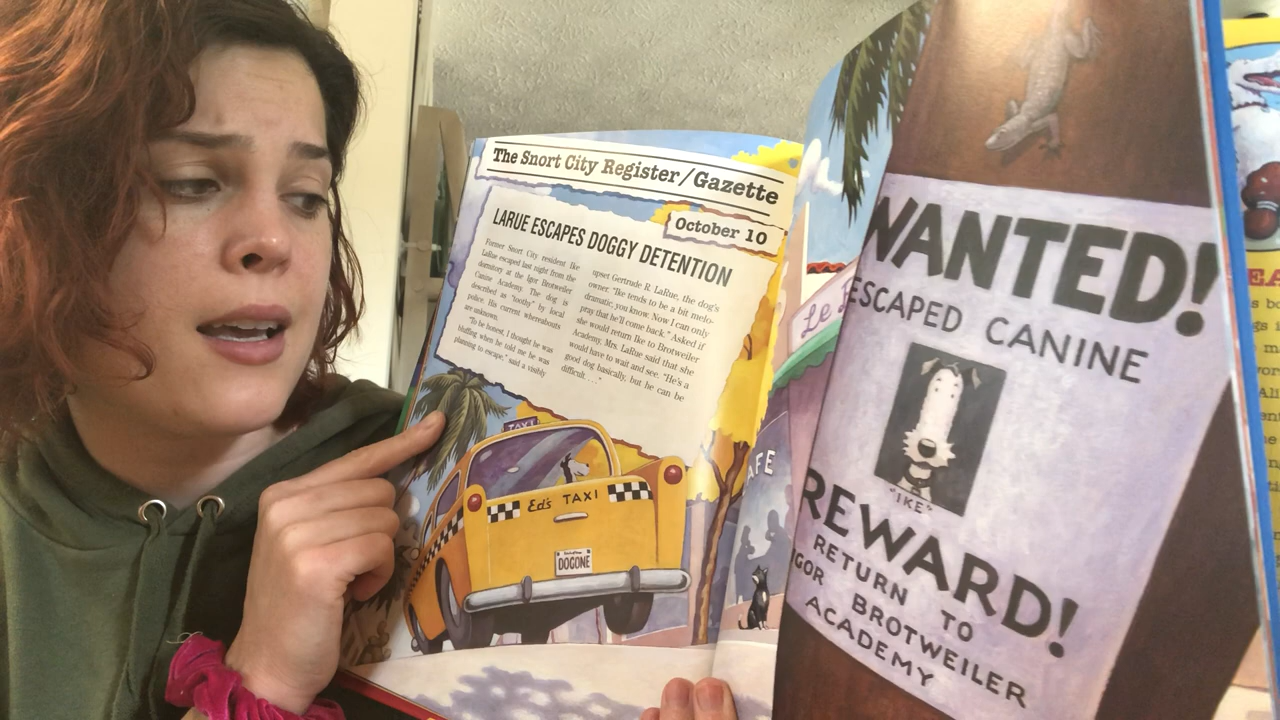 The Snort City Register/Gazette
October 10
LARUE ESCAPES DOGGY DETENTION
Former Snort City resident Ike
LaRue escaped last night from the
dormitory at the Igor Brotweiler
Canine Academy. The dog is
described as "toothy" by local
police. His current whereabouts
are unknown.
"To be honest, I thought he was
bluffing when he told me he was
planning to escape," said a visibly
upset Gertrude R. LaRue, the dog's
owner. "Ike tends to be a bit melo-
dramatic, you know. Now I can only
pray that he'll come back." Asked if
she would return Ike to Brotweiler
Academy, Mrs. LaRue said that she
would have to wait and see. "He's a
good dog basically, but he can be
difficult . . ."
TAXI
Ed's TAXI
DOGONE
Le
AFE
WANTED!
ESCAPED CANINE
"IKE"
REWARD!
RETURN TO
IGOR BROTWEILER
ACADEMY